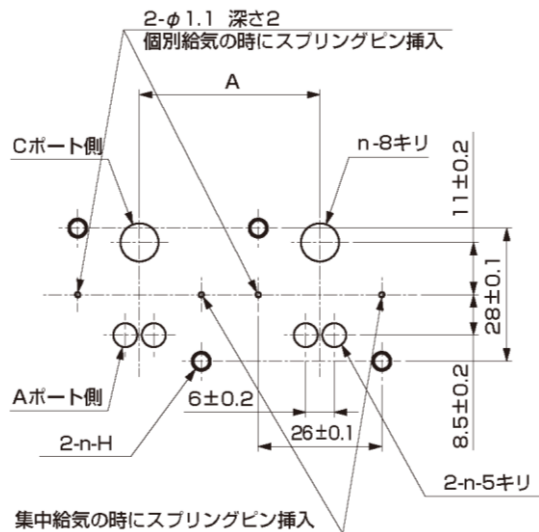 2-φ1.1 深さ2
個別給気の時にスプリングピン挿入
A
Cポート側
n-8キリ
11±0.2
28±0.1
8.5±0.2
Aポート側
6±0.2
26±0.1
2-n-H
2-n-5キリ
集中給気の時にスプリングピン挿入